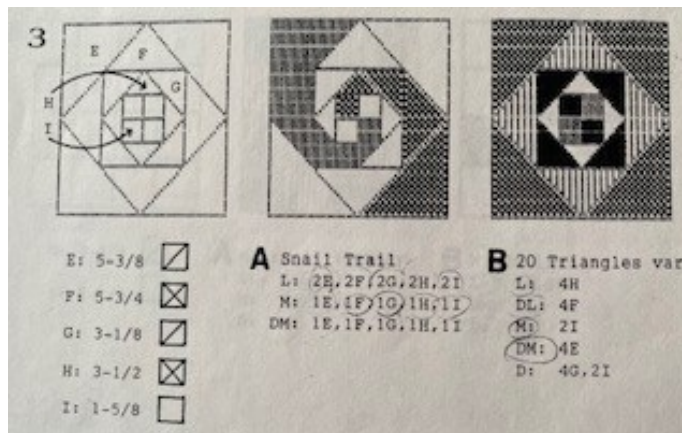 3
E
F
G
H
I
E: 5-3/8
F: 5-3/4
G: 3-1/8
H: 3-1/2
I: 1-5/8
A Snail Trail
L: 2E,2F,2G,2H,2I
M: 1E,1F,1G,1H,1I
DM: 1E,1F,1G,1H,1I
B 20 Triangles var
L: 4H
DL: 4F
M: 2I
DM: 4E
D: 4G,2I